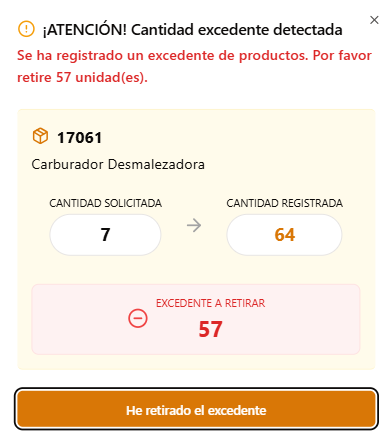 ¡ATENCIÓN! Cantidad excedente detectada
Se ha registrado un excedente de productos. Por favor
retire 57 unidad(es).
17061
Carburador Desmalezadora
CANTIDAD SOLICITADA
7
CANTIDAD REGISTRADA
64
EXCEDENTE A RETIRAR
57
He retirado el excedente